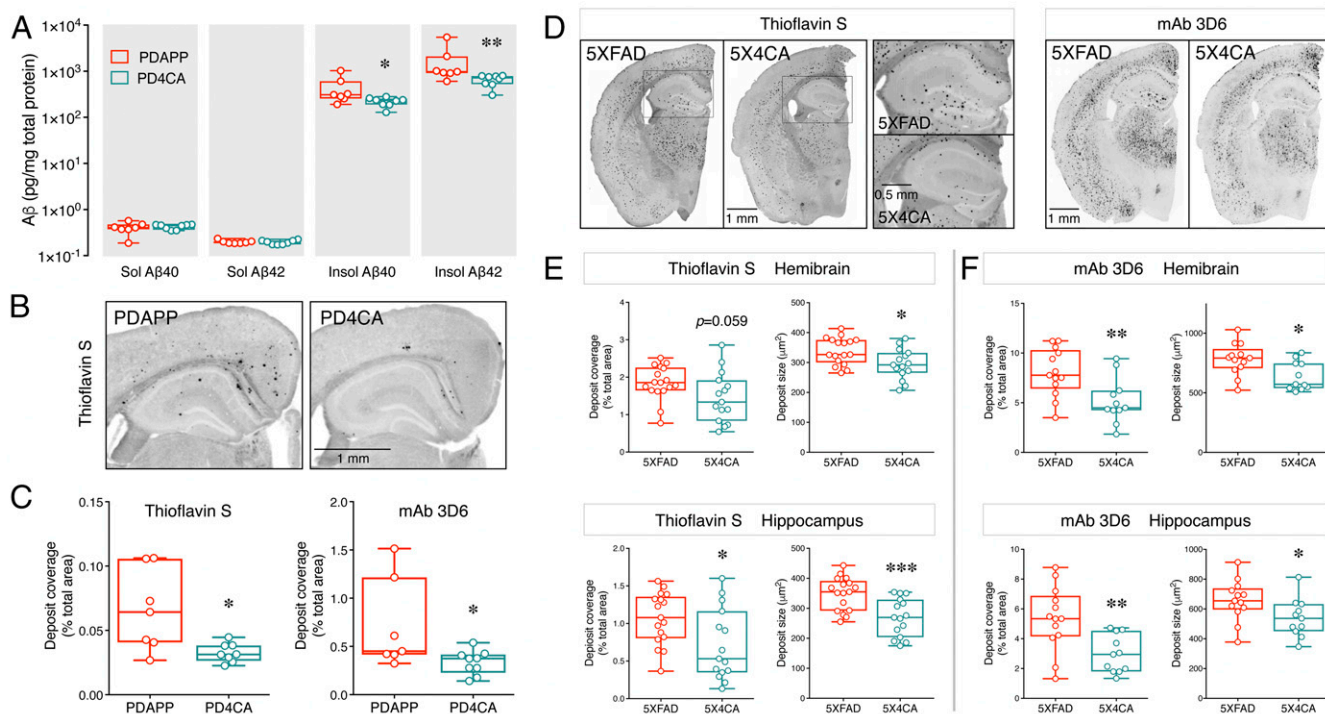 A
Aβ (pg/mg total protein)
1×10⁴
1×10³
1×10²
1×10¹
1×10⁰
1×10⁻¹
PDAPP
PD4CA
*
**
Sol Aβ40
Sol Aβ42
Insol Aβ40
Insol Aβ42
B
Thioflavin S
PDAPP
PD4CA
1 mm
C
Thioflavin S
Deposit coverage
(% total area)
0.15
0.10
0.05
0.00
*
PDAPP
PD4CA
mAb 3D6
Deposit coverage
(% total area)
2.0
1.5
1.0
0.5
0.0
*
PDAPP
PD4CA
D
Thioflavin S
5XFAD
5X4CA
1 mm
5XFAD
0.5 mm
5X4CA
mAb 3D6
5XFAD
5X4CA
1 mm
E
Thioflavin S Hemibrain
Deposit coverage
(% total area)
4
3
2
1
0
p=0.059
5XFAD
5X4CA
Deposit size (μm²)
500
400
300
200
100
0
*
5XFAD
5X4CA
Thioflavin S Hippocampus
Deposit coverage
(% total area)
2.0
1.5
1.0
0.5
0.0
*
5XFAD
5X4CA
Deposit size (μm²)
500
400
300
200
100
0
***
5XFAD
5X4CA
F
mAb 3D6 Hemibrain
Deposit coverage
(% total area)
15
10
5
0
**
5XFAD
5X4CA
Deposit size (μm²)
1000
500
0
*
5XFAD
5X4CA
mAb 3D6 Hippocampus
Deposit coverage
(% total area)
10
8
6
4
2
0
**
5XFAD
5X4CA
Deposit size (μm²)
1000
800
600
400
200
0
*
5XFAD
5X4CA